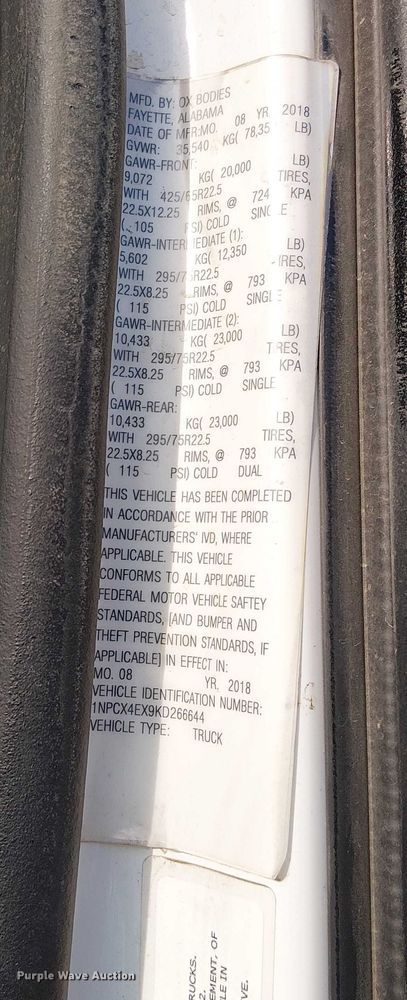 MFD. BY: OX BODIES
FAYETTE, ALABAMA
DATE OF MFR:MO. 08 YR. 2018
GVWR: 35,540 KG( 78,35 LB)
GAWR-FRONT:
9,072 KG( 20,000 LB)
WITH 425/65R22.5 TIRES,
22.5X12.25 RIMS, @ 724 KPA
( 105 PSI) COLD SINGLE
GAWR-INTERMEDIATE (1):
5,602 KG( 12,350 LB)
WITH 295/75R22.5 TIRES,
22.5X8.25 RIMS, @ 793 KPA
( 115 PSI) COLD SINGLE
GAWR-INTERMEDIATE (2):
10,433 KG( 23,000 LB)
WITH 295/75R22.5 TIRES,
22.5X8.25 RIMS, @ 793 KPA
( 115 PSI) COLD SINGLE
GAWR-REAR:
10,433 KG( 23,000 LB)
WITH 295/75R22.5 TIRES,
22.5X8.25 RIMS, @ 793 KPA
( 115 PSI) COLD DUAL
THIS VEHICLE HAS BEEN COMPLETED
IN ACCORDANCE WITH THE PRIOR
MANUFACTURERS' IVD, WHERE
APPLICABLE. THIS VEHICLE
CONFORMS TO ALL APPLICABLE
FEDERAL MOTOR VEHICLE SAFTEY
STANDARDS, [AND BUMPER AND
THEFT PREVENTION STANDARDS, IF
APPLICABLE] IN EFFECT IN:
MO. 08 YR. 2018
VEHICLE IDENTIFICATION NUMBER:
1NPCX4EX9KD266644
VEHICLE TYPE: TRUCK
RUCKS.
2.
EMENT, OF
LE IN
VE.
Purple Wave Auction